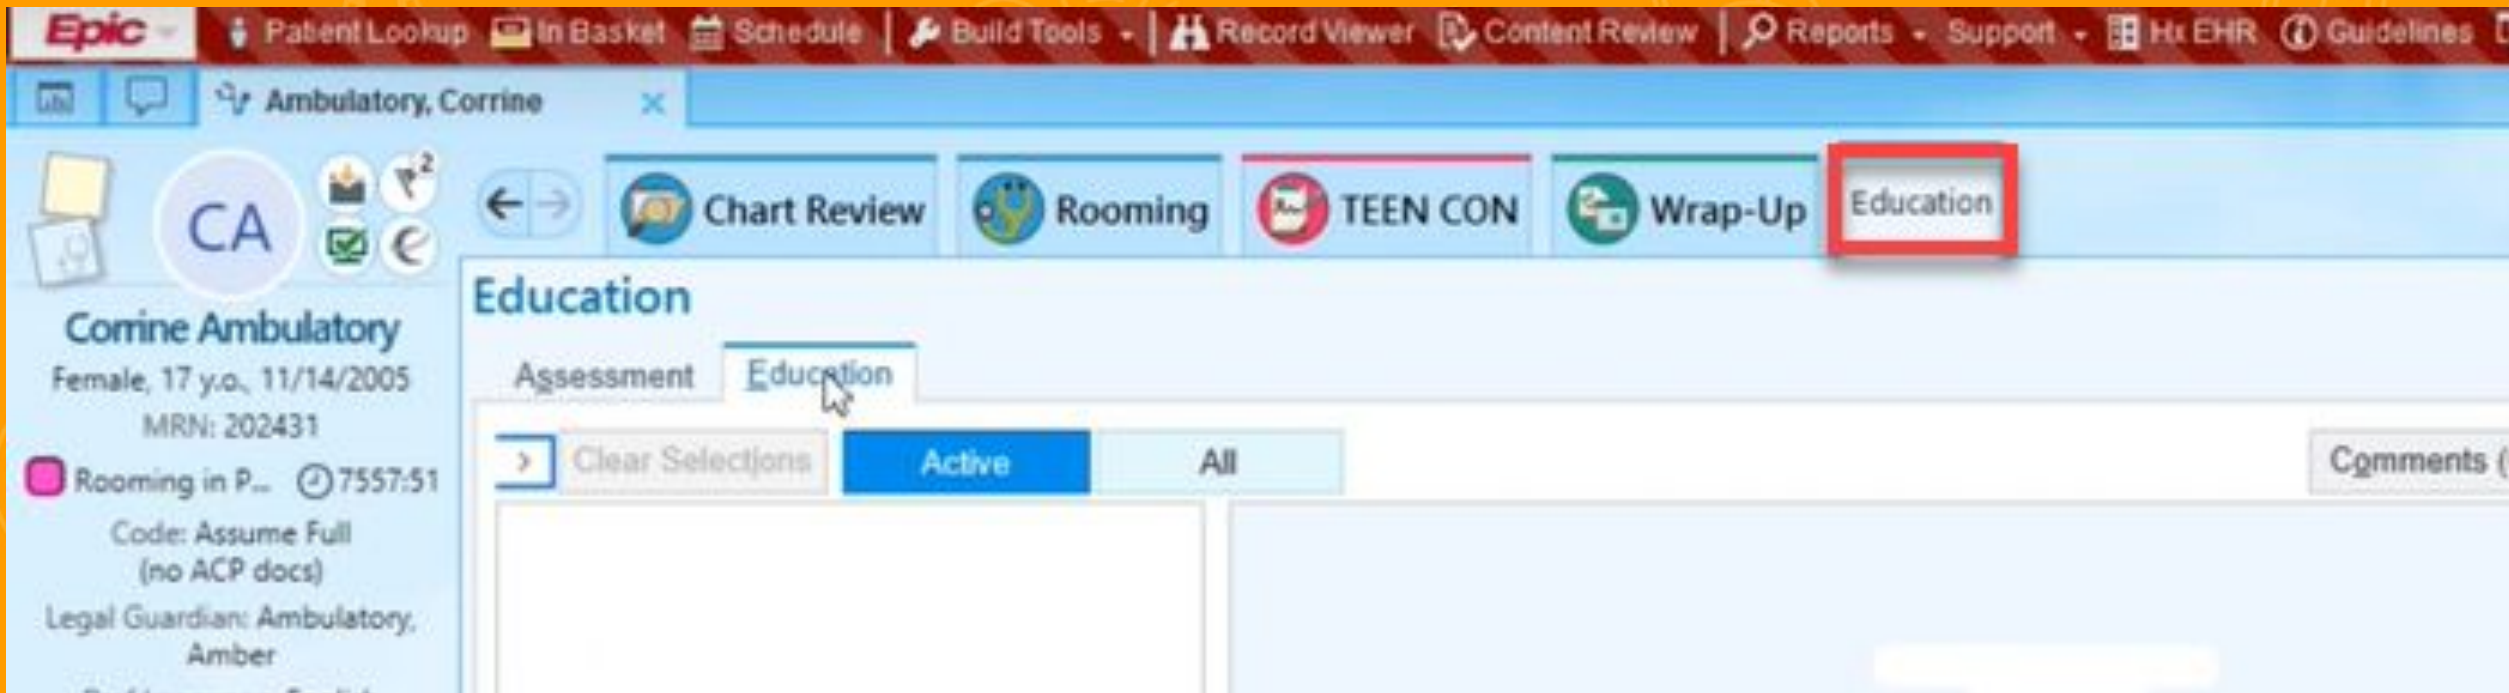 Epic Patient Lookup In Basket Schedule Build Tools Record Viewer Content Review Reports Support Hx EHR Guidelines
Ambulatory, Corrine
2
CA
Chart Review Rooming TEEN CON Wrap-Up Education
Education
Corrine Ambulatory
Female, 17 y.o., 11/14/2005
MRN: 202431
Rooming in P... 7557:51
Code: Assume Full
(no ACP docs)
Legal Guardian: Ambulatory,
Amber
Assessment Education
Clear Selections Active All Comments (